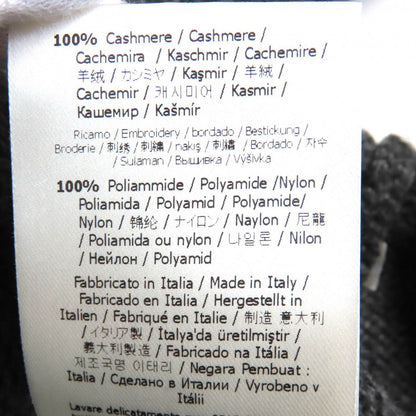 100% Cashmere / Cashmere /
Cachemira / Kaschmir / Cachemire /
羊绒 / カシミヤ / Kaşmir / 羊絨 /
Cachemir / 캐시미어 / Kasmir /
Кашемир / Kašmír
Ricamo / Embroidery / bordado / Bestickung /
Broderie / 刺绣 / 刺繍 / nakış / 刺繡 / Bordado / 자수
/ Sulaman / Вышивка / Výšivka
100% Poliammide / Polyamide /Nylon /
Poliamida / Polyamid / Polyamide/
Nylon / 锦纶 / ナイロン / Naylon / 尼龍
/ Poliamida ou nylon / 나일론 / Nilon
/ Нейлон / Polyamid
Fabbricato in Italia / Made in Italy /
Fabricado en Italia / Hergestellt in
Italien / Fabriqué en Italie / 制造 意大利
/ イタリア製 / İtalya'da üretilmiştir /
義大利製造 / Fabricado na Itália /
제조국명 이태리 / Negara Pembuat :
Italia / Сделано в Италии / Vyrobeno v
Itálii
Lavare delicatamente